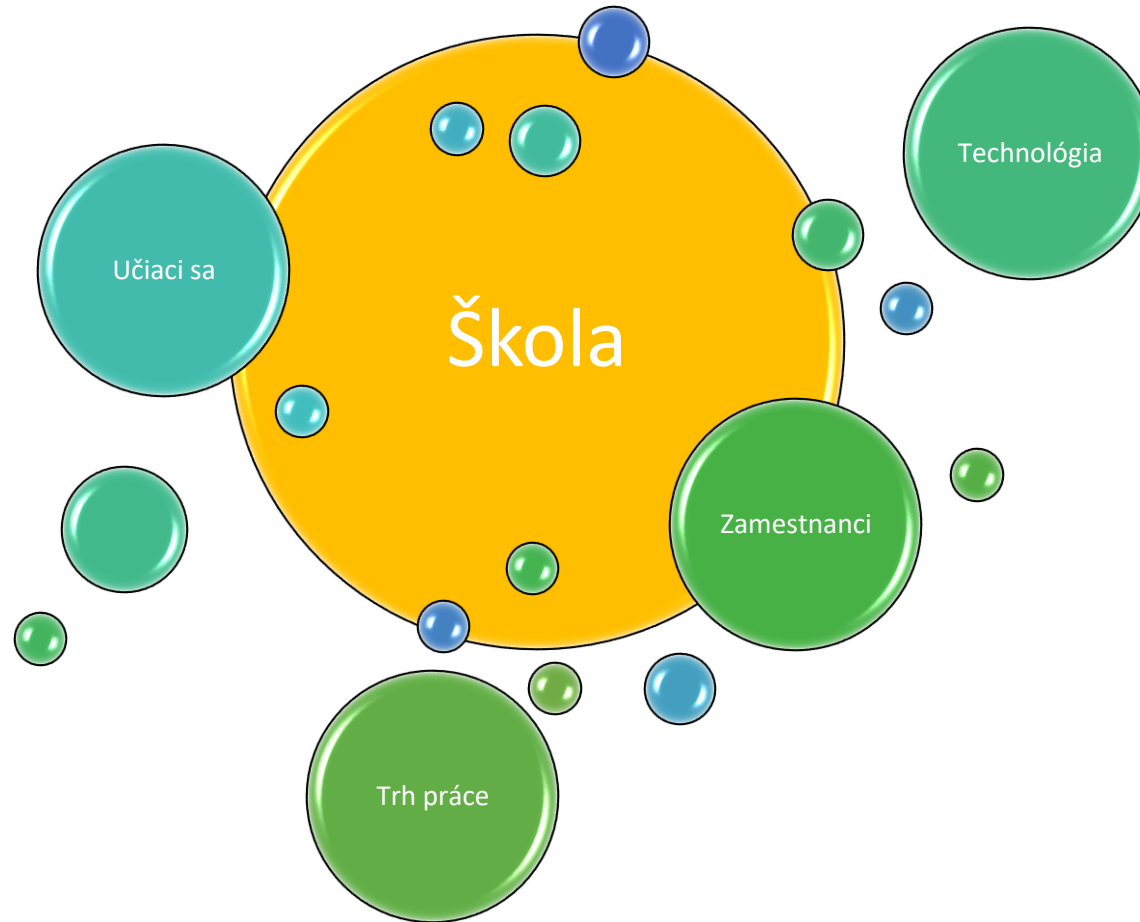 Technológia
Učiaci sa
Škola
Zamestnanci
Trh práce